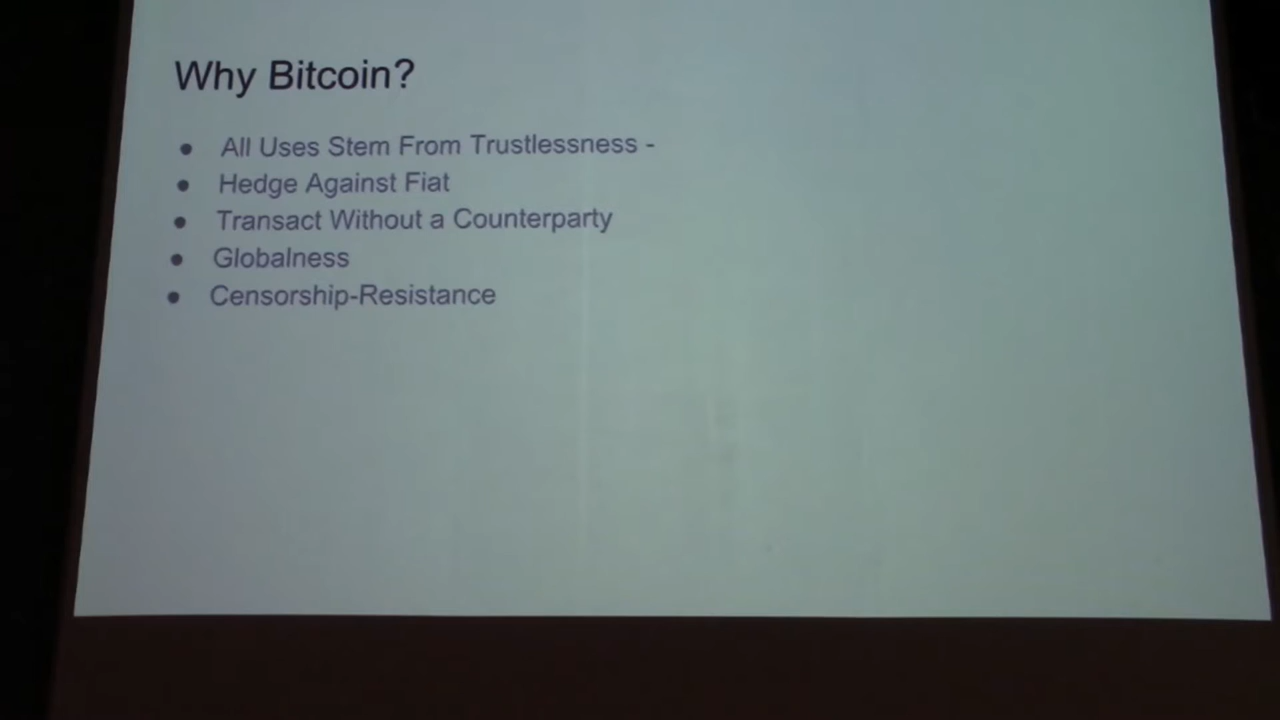 Why Bitcoin?
● All Uses Stem From Trustlessness -
● Hedge Against Fiat
● Transact Without a Counterparty
● Globalness
● Censorship-Resistance